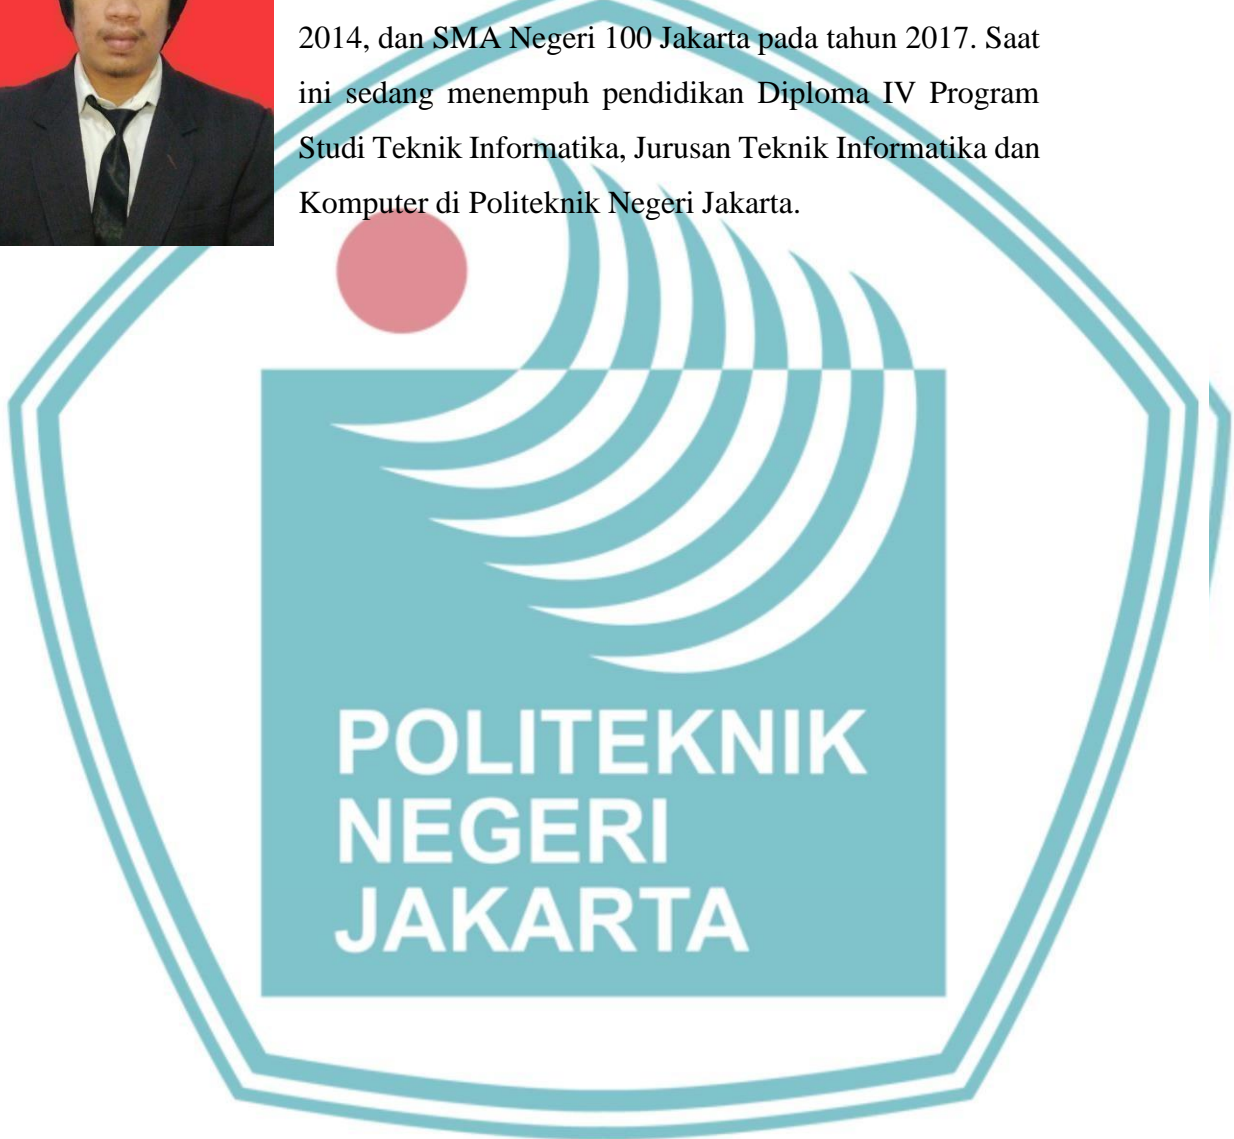 2014, dan SMA Negeri 100 Jakarta pada tahun 2017. Saat
ini sedang menempuh pendidikan Diploma IV Program
Studi Teknik Informatika, Jurusan Teknik Informatika dan
Komputer di Politeknik Negeri Jakarta.
POLITEKNIK
NEGERI
JAKARTA